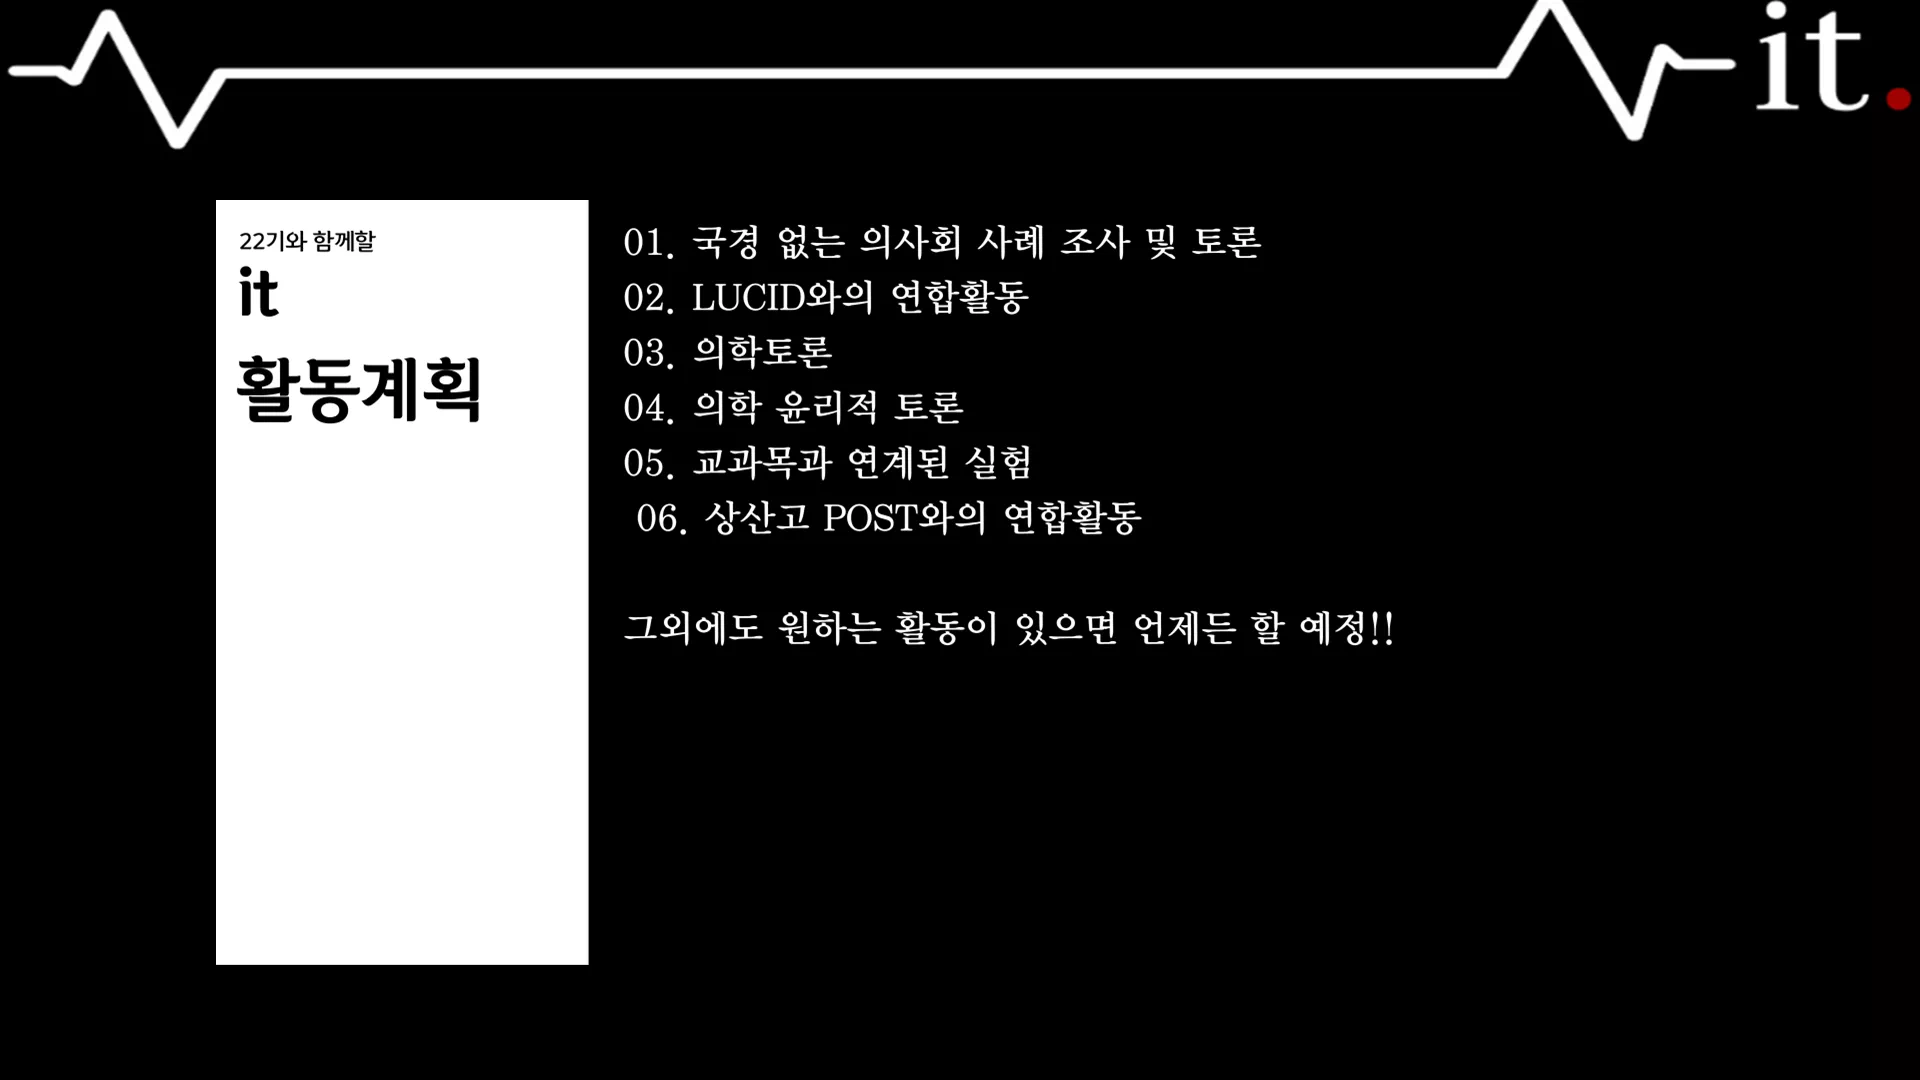 it.
22기와 함께할
it
활동계획
01. 국경 없는 의사회 사례 조사 및 토론
02. LUCID와의 연합활동
03. 의학토론
04. 의학 윤리적 토론
05. 교과목과 연계된 실험
06. 상산고 POST와의 연합활동
그외에도 원하는 활동이 있으면 언제든 할 예정!!